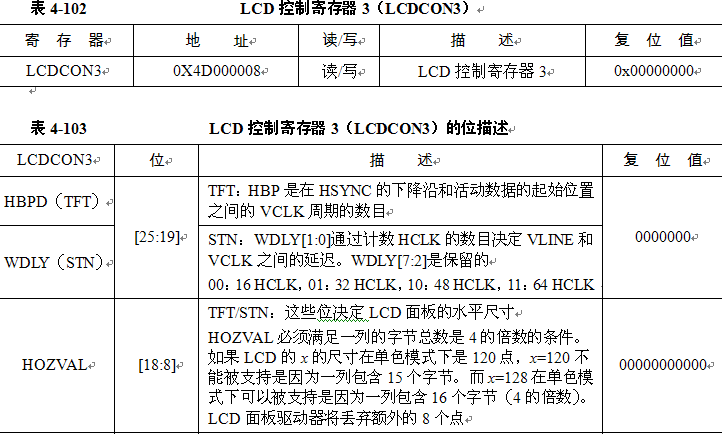 表 4-102 LCD 控制寄存器 3（LCDCON3）
寄 存 器 地 址 读/写 描 述 复 位 值
LCDCON3 0X4D000008 读/写 LCD 控制寄存器 3 0x00000000
表 4-103 LCD 控制寄存器 3（LCDCON3）的位描述
LCDCON3 位 描 述 复 位 值
HBPD（TFT）
TFT：HBP 是在 HSYNC 的下降沿和活动数据的起始位置
之间的 VCLK 周期的数目
[25:19]
0000000
WDLY（STN）
STN：WDLY[1:0]通过计数 HCLK 的数目决定 VLINE 和
VCLK 之间的延迟。WDLY[7:2]是保留的
00：16 HCLK，01：32 HCLK，10：48 HCLK，11：64 HCLK
HOZVAL
[18:8]
TFT/STN：这些位决定 LCD 面板的水平尺寸
HOZVAL 必须满足一列的字节总数是 4 的倍数的条件。
如果 LCD 的 x 的尺寸在单色模式下是 120 点，x=120 不
能被支持是因为一列包含 15 个字节。而 x=128 在单色模
式下可以被支持是因为一列包含 16 个字节（4 的倍数）。
LCD 面板驱动器将丢弃额外的 8 个点
00000000000